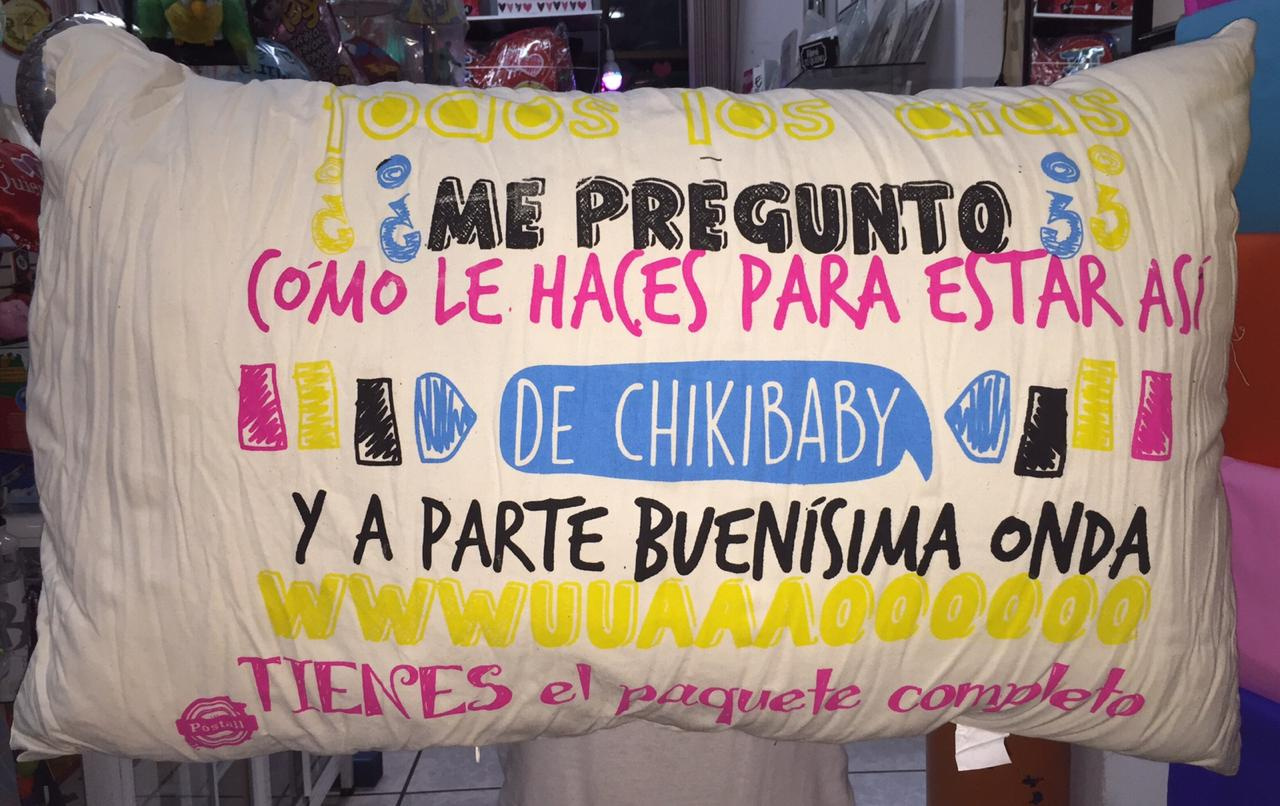 Todos los días
¿¿ ME PREGUNTO ??
CÓMO LE HACES PARA ESTAR ASÍ
DE CHIKIBABY
Y A PARTE BUENÍSIMA ONDA
WWWUUAAAOOOOOO
TIENES el paquete completo
Postall